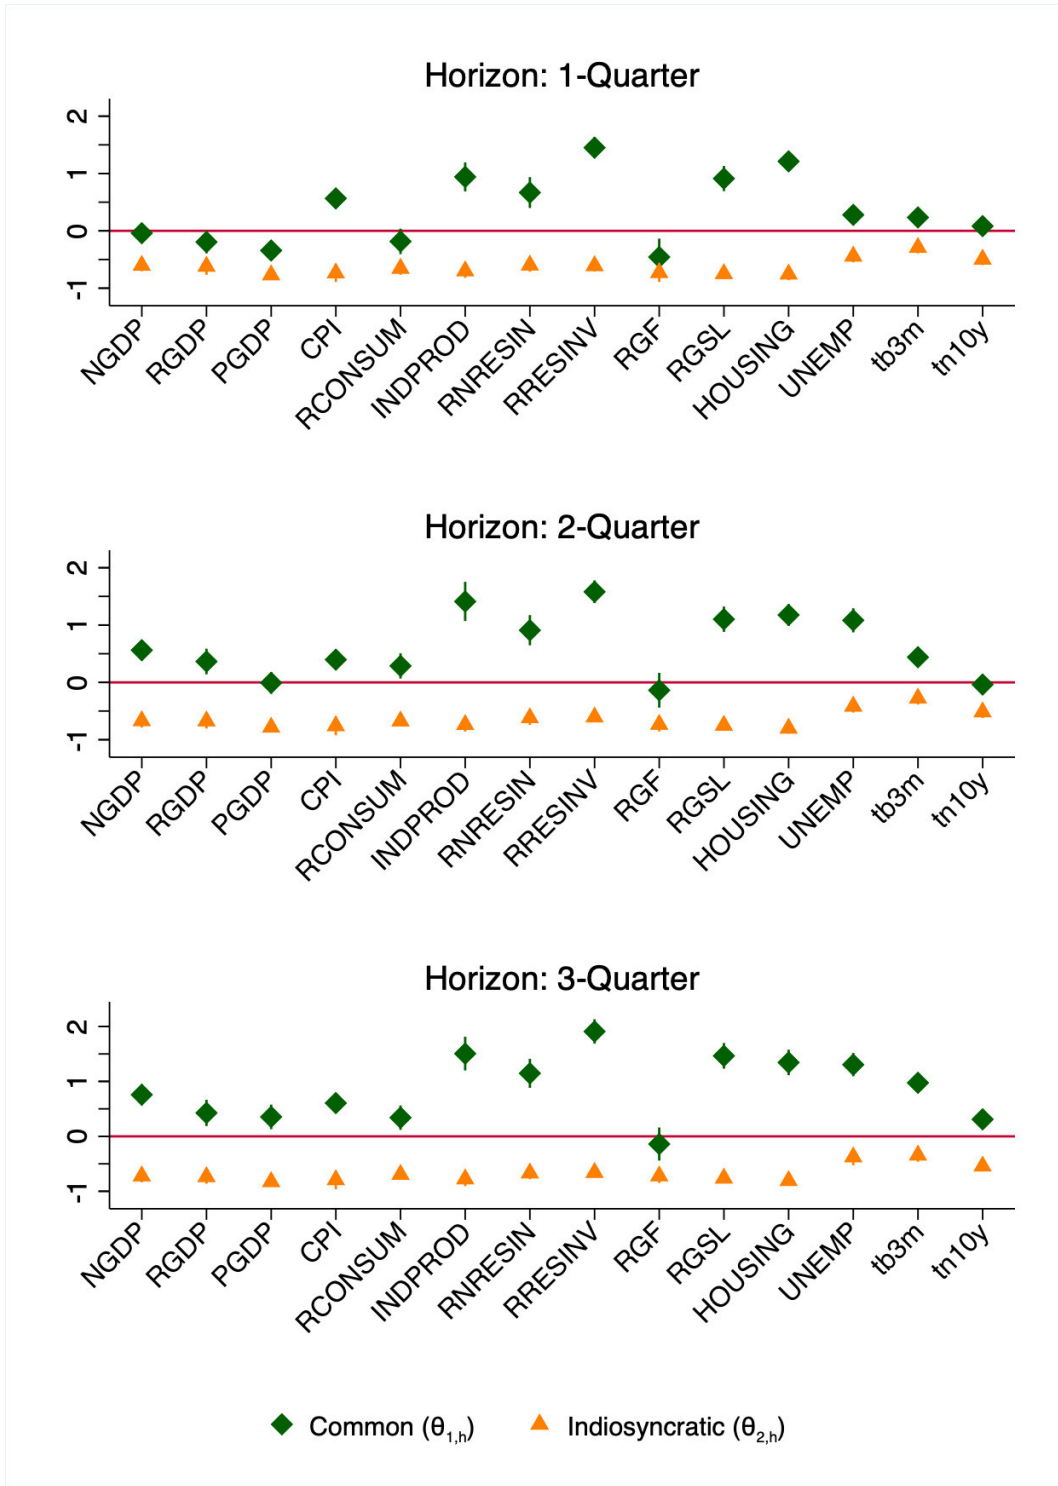 Horizon: 1-Quarter
2
1
0
-1
NGDP
RGDP
PGDP
CPI
RCONSUM
INDPROD
RNRESIN
RRESINV
RGF
RGSL
HOUSING
UNEMP
tb3m
tn10y
Horizon: 2-Quarter
2
1
0
-1
NGDP
RGDP
PGDP
CPI
RCONSUM
INDPROD
RNRESIN
RRESINV
RGF
RGSL
HOUSING
UNEMP
tb3m
tn10y
Horizon: 3-Quarter
2
1
0
-1
NGDP
RGDP
PGDP
CPI
RCONSUM
INDPROD
RNRESIN
RRESINV
RGF
RGSL
HOUSING
UNEMP
tb3m
tn10y
Common (θ1,h) Indiosyncratic (θ2,h)